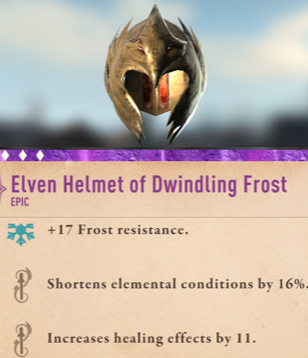 Elven Helmet of Dwindling Frost
EPIC
+17 Frost resistance.
Shortens elemental conditions by 16%.
Increases healing effects by 11.